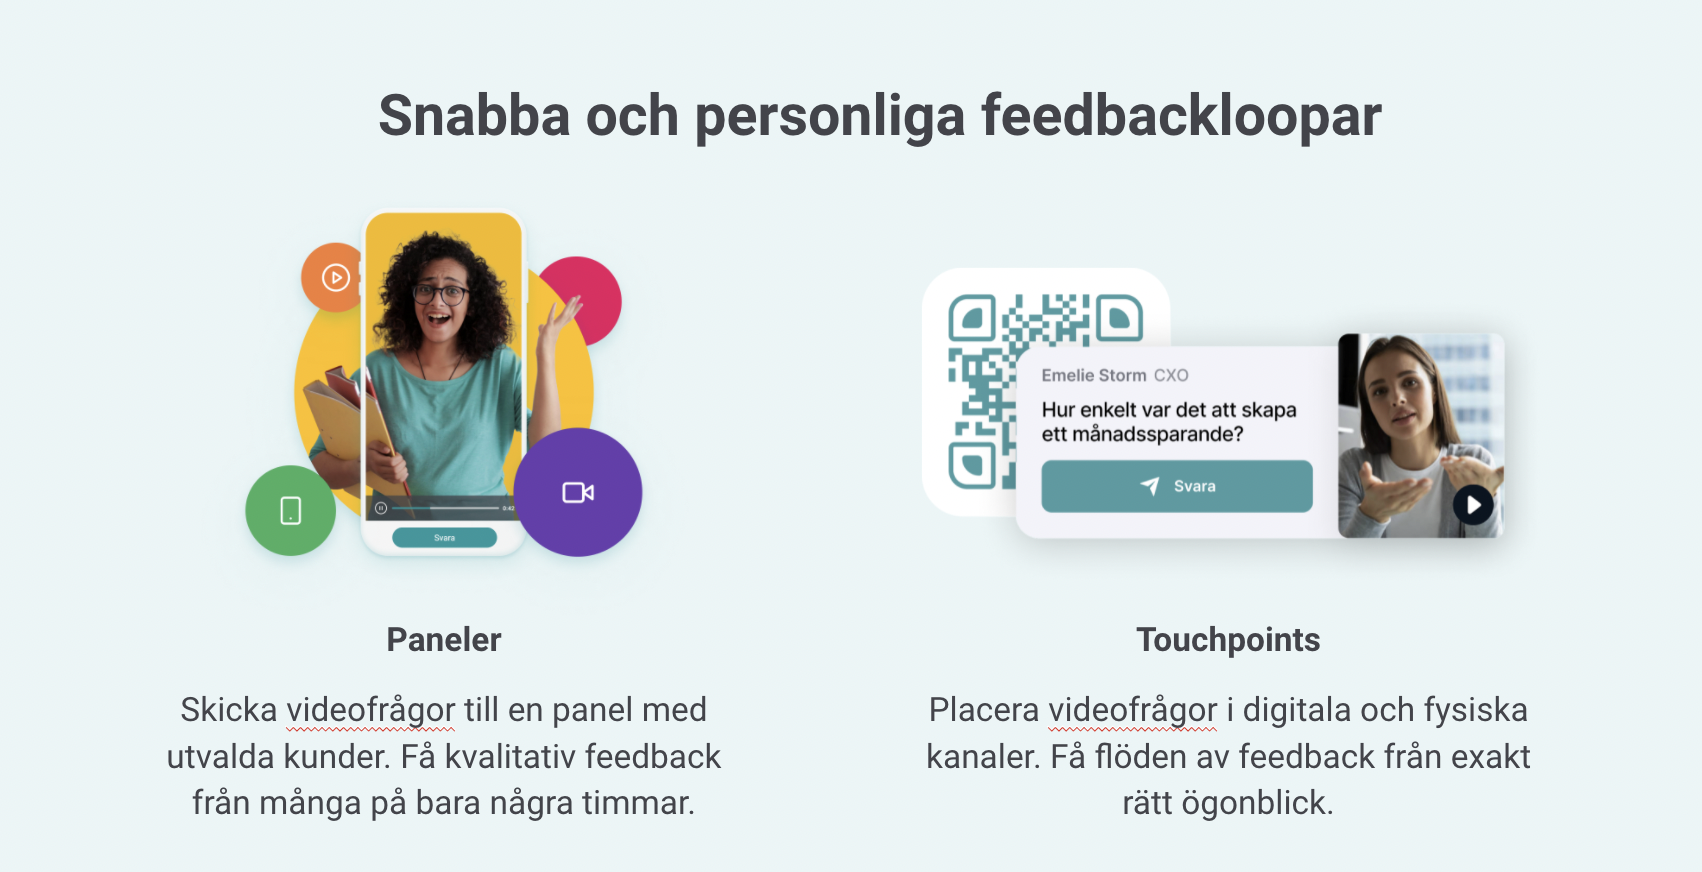 Snabba och personliga feedbackloopar
0:42
Svara
Emelie Storm CXO
Hur enkelt var det att skapa
ett månadssparande?
Svara
Paneler
Skicka videofrågor till en panel med
utvalda kunder. Få kvalitativ feedback
från många på bara några timmar.
Touchpoints
Placera videofrågor i digitala och fysiska
kanaler. Få flöden av feedback från exakt
rätt ögonblick.